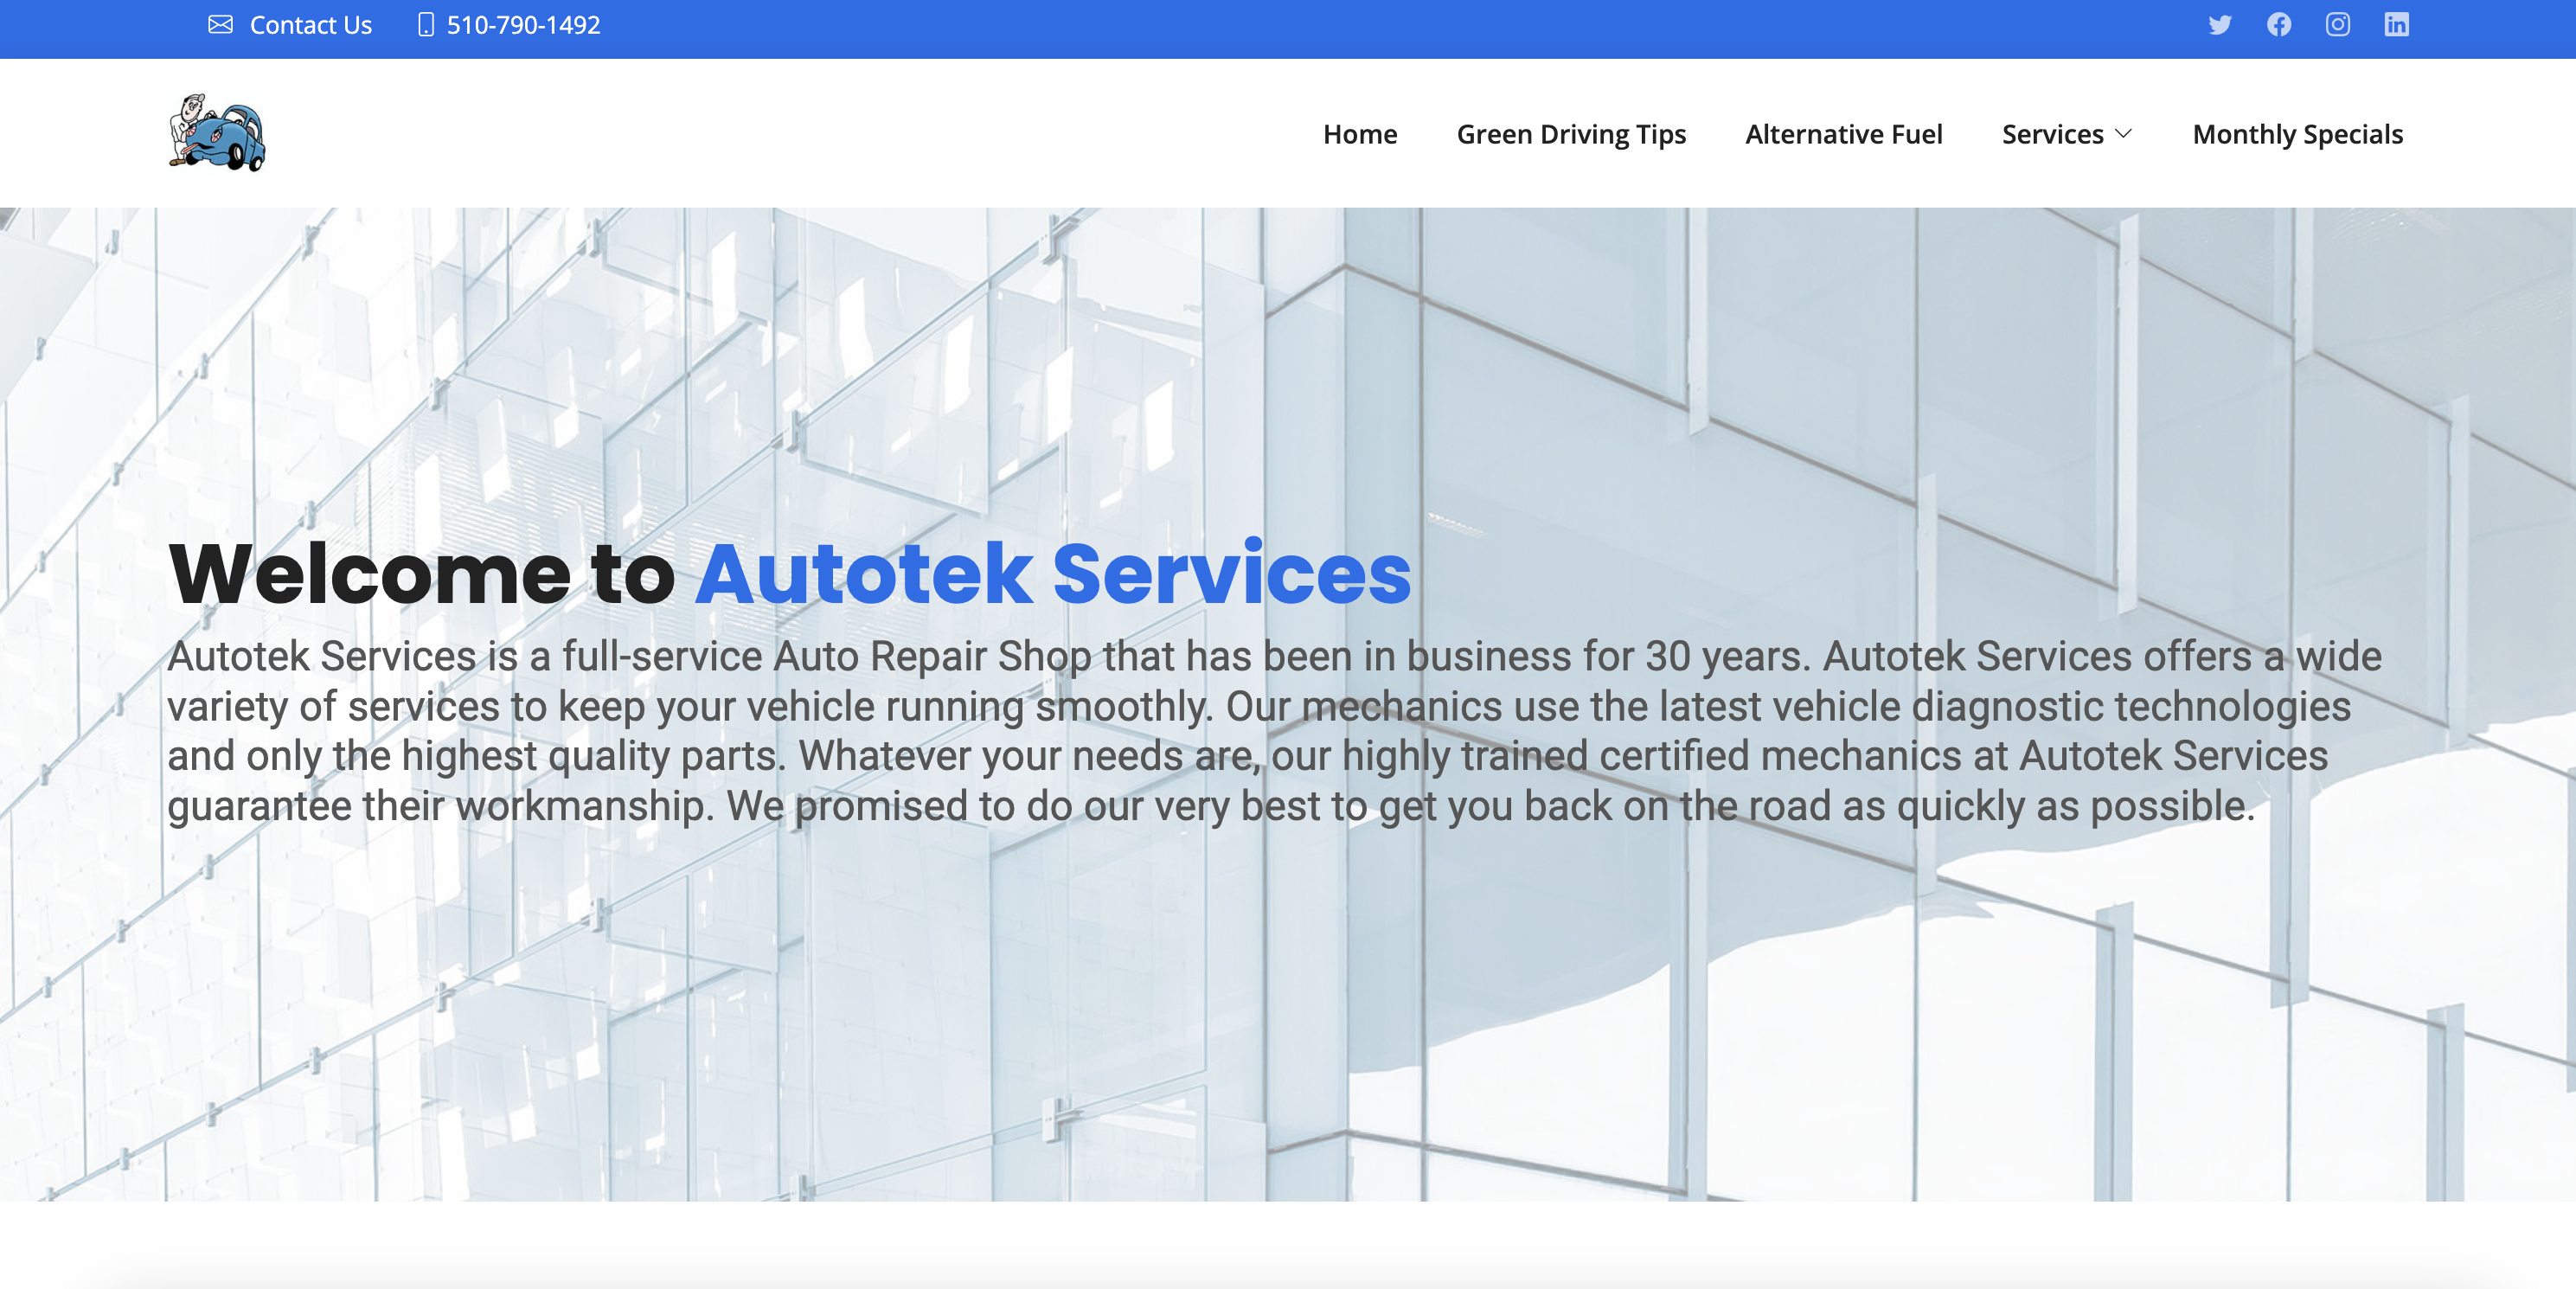 Contact Us 510-790-1492
Home Green Driving Tips Alternative Fuel Services Monthly Specials
Welcome to Autotek Services
Autotek Services is a full-service Auto Repair Shop that has been in business for 30 years. Autotek Services offers a wide
variety of services to keep your vehicle running smoothly. Our mechanics use the latest vehicle diagnostic technologies
and only the highest quality parts. Whatever your needs are, our highly trained certified mechanics at Autotek Services
guarantee their workmanship. We promised to do our very best to get you back on the road as quickly as possible.